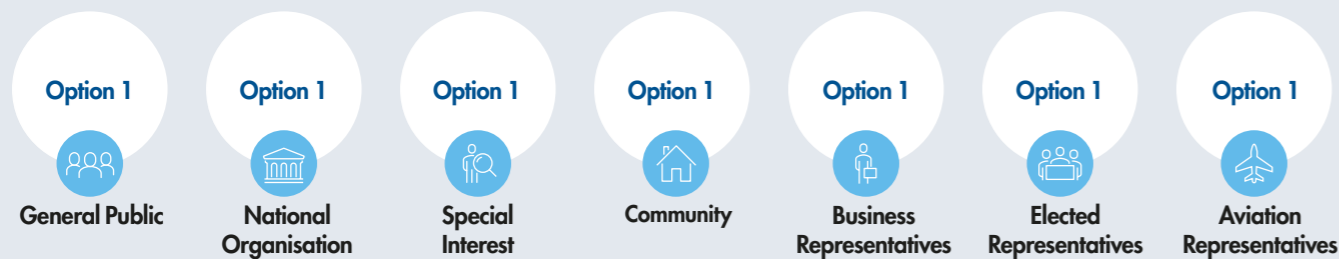 Option 1
Option 1
Option 1
Option 1
Option 1
Option 1
Option 1
General Public
National
Organisation
Special
Interest
Community
Business
Representatives
Elected
Representatives
Aviation
Representatives